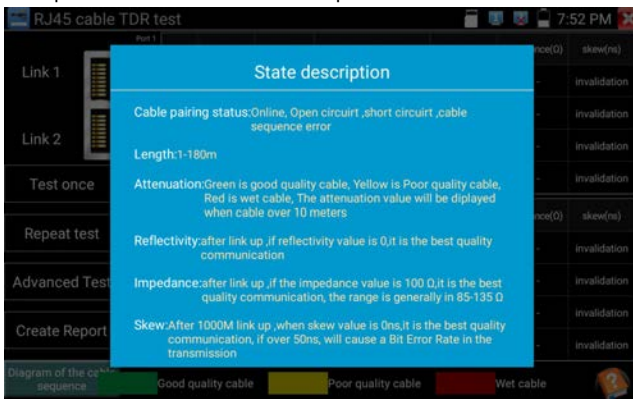 RJ45 cable TDR test
7:52 PM
Port 1
nce(Ω) skew(ns)
Link 1
State description
- invalidation
Cable pairing status:Online, Open circuirt ,short circuirt ,cable
sequence error
- invalidation
Link 2
Length:1-180m
- invalidation
Test once
Attenuation:Green is good quality cable, Yellow is Poor quality cable,
Red is wet cable, The attenuation value will be diplayed
when cable over 10 meters
- invalidation
nce(Ω) skew(ns)
Repeat test
Reflectivity:after link up ,if reflectivity value is 0,it is the best quality
communication
- invalidation
Advanced Test
Impedance:after link up ,if the impedance value is 100 Ω,it is the best
quality communication, the range is generally in 85-135 Ω
- invalidation
- invalidation
Create Report
Skew:After 1000M link up ,when skew value is 0ns,it is the best quality
communication, if over 50ns, will cause a Bit Error Rate in the
transmission
- invalidation
Diagram of the cable
sequence
Good quality cable
Poor quality cable
Wet cable